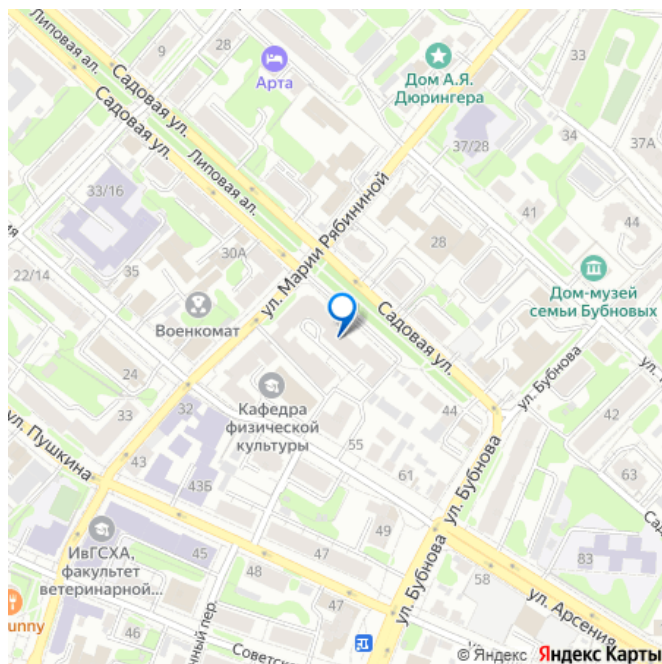 Липовая ал.
9
28
Арта
Дом А.Я.
Дюрингера
33
Садовая ул.
Садовая ул.
Липовая ал.
37/28
34
37А
33/16
ул. Марии Рябининой
41
44
30А
28
35
22/14
Военкомат
Дом-музей
семьи Бубновых
Садовая ул.
24
ул. Бубнова
33
32
Кафедра
физической
культуры
44
42
ул. Пушкина
55
43
61
63
43Б
ул. Бубнова
ИвГСХА,
факультет
ветеринарной...
45
47
49
48
47
83
58
ул. Бубнова
ул. Арсения
unny
46
44
Советск
© Яндекс Яндекс Карты